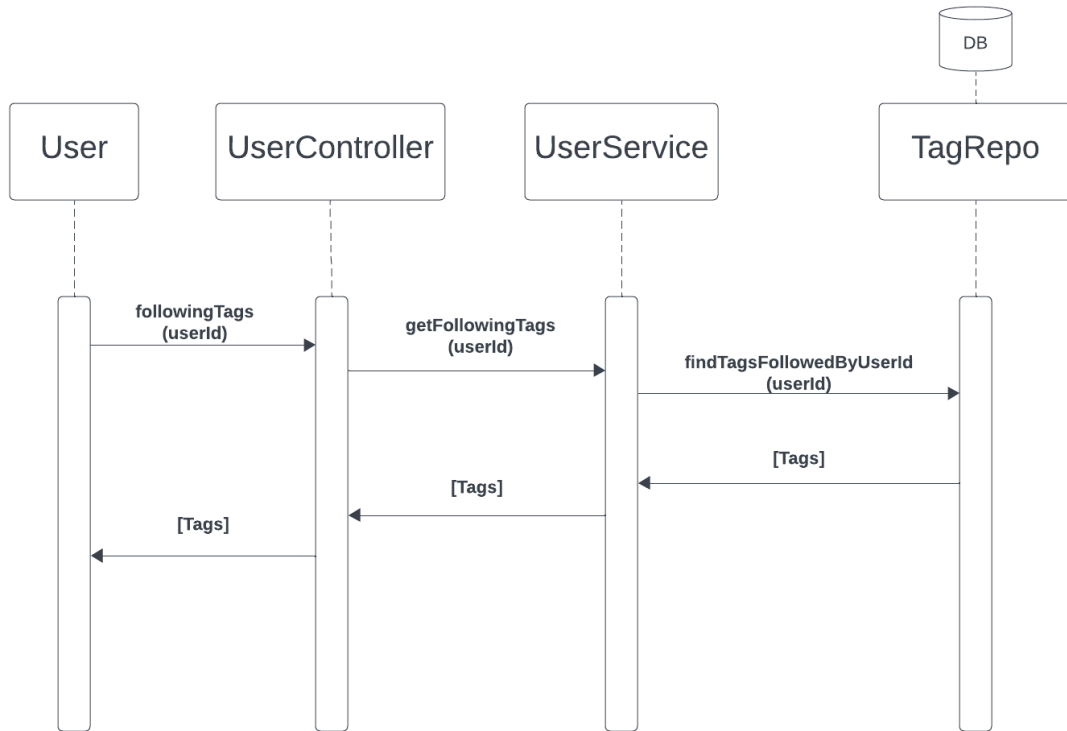 DB
User
UserController
UserService
TagRepo
followingTags
(userId)
getFollowingTags
(userId)
findTagsFollowedByUserId
(userId)
[Tags]
[Tags]
[Tags]